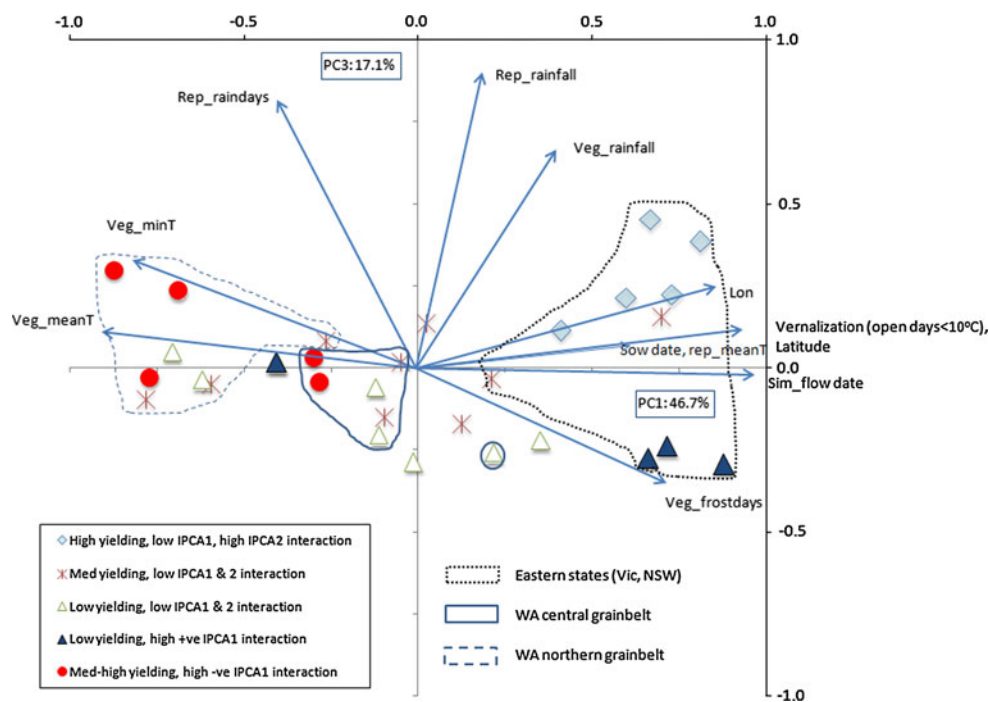 -1.0
-0.5
0.0
0.5
1.0
1.0
PC3:17.1%
Rep_rainfall
Rep_raindays
Veg_rainfall
Veg_minT
0.5
Lon
Veg_meanT
Vernalization (open days<10ºC),
Sow date, rep_meanT
Latitude
0.0
Sim_flow date
PC1:46.7%
Veg_frostdays
-0.5
High yielding, low IPCA1, high IPCA2 interaction
Med yielding, low IPCA1 & 2 interaction
Low yielding, low IPCA1 & 2 interaction
Low yielding, high +ve IPCA1 interaction
Med-high yielding, high -ve IPCA1 interaction
Eastern states (Vic, NSW)
WA central grainbelt
WA northern grainbelt
-1.0